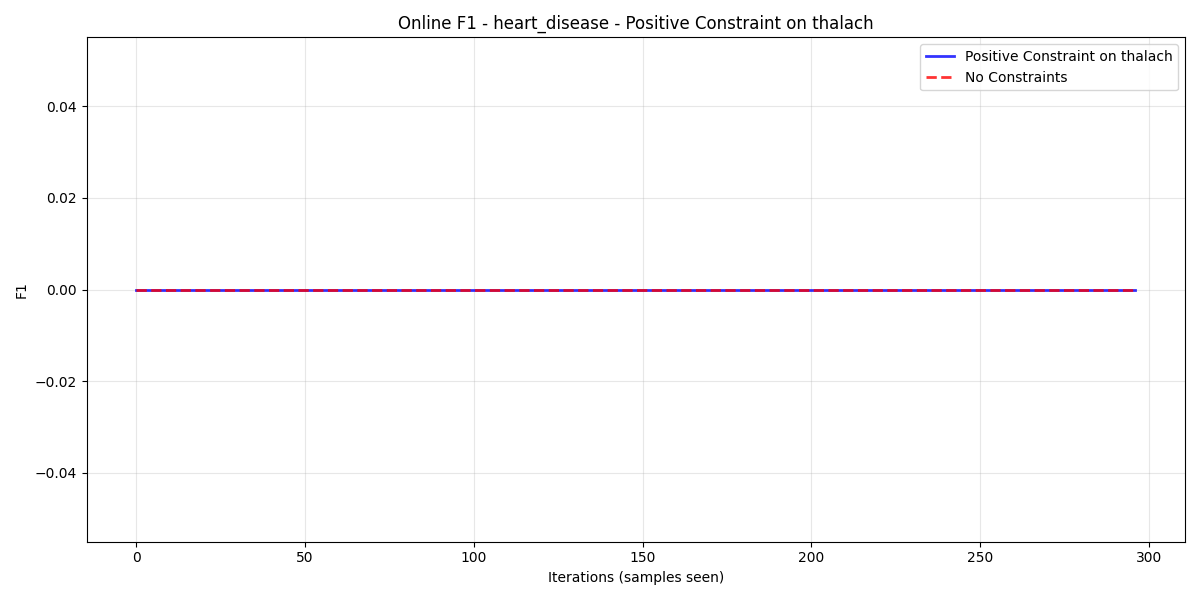 Online F1 - heart_disease - Positive Constraint on thalach
Positive Constraint on thalach
No Constraints
F1
0.04
0.02
0.00
−0.02
−0.04
0 50 100 150 200 250 300
Iterations (samples seen)